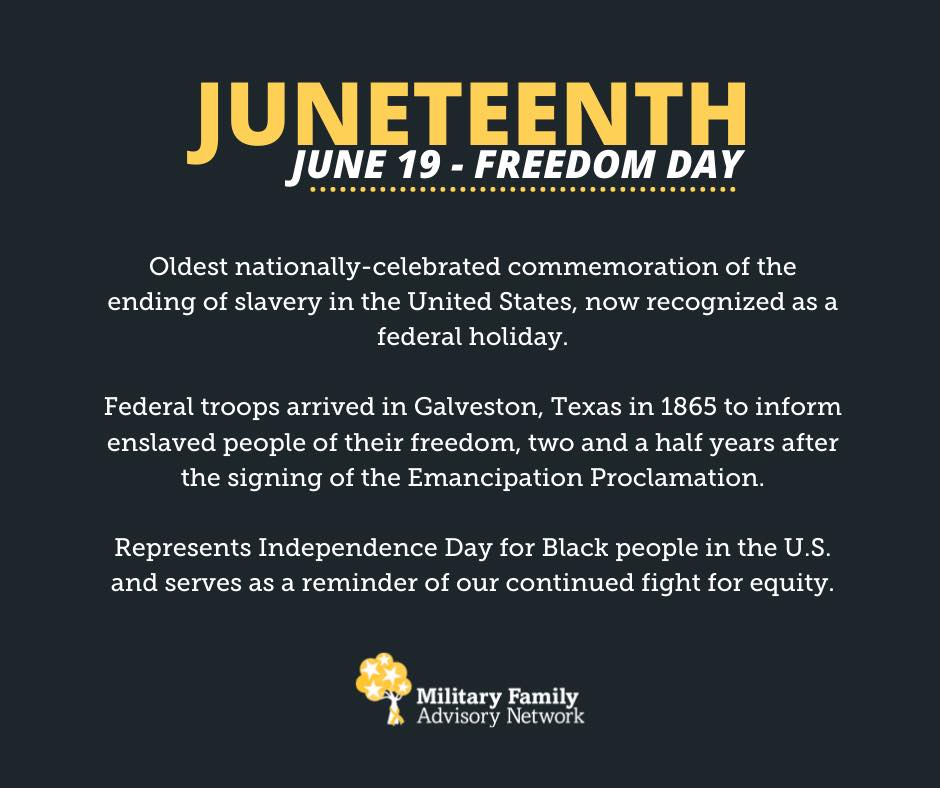 JUNETEENTH
JUNE 19 - FREEDOM DAY
Oldest nationally-celebrated commemoration of the
ending of slavery in the United States, now recognized as a
federal holiday.
Federal troops arrived in Galveston, Texas in 1865 to inform
enslaved people of their freedom, two and a half years after
the signing of the Emancipation Proclamation.
Represents Independence Day for Black people in the U.S.
and serves as a reminder of our continued fight for equity.
Military Family
Advisory Network